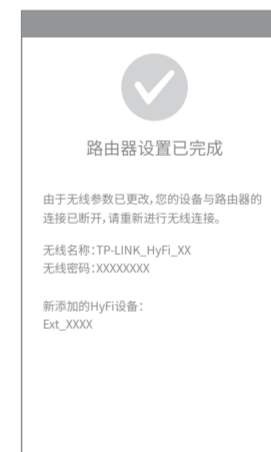 路由器设置已完成
由于无线参数已更改,您的设备与路由器的
连接已断开,请重新进行无线连接。
无线名称:TP-LINK_HyFi_XX
无线密码:XXXXXXXX
新添加的HyFi设备:
Ext_XXXX